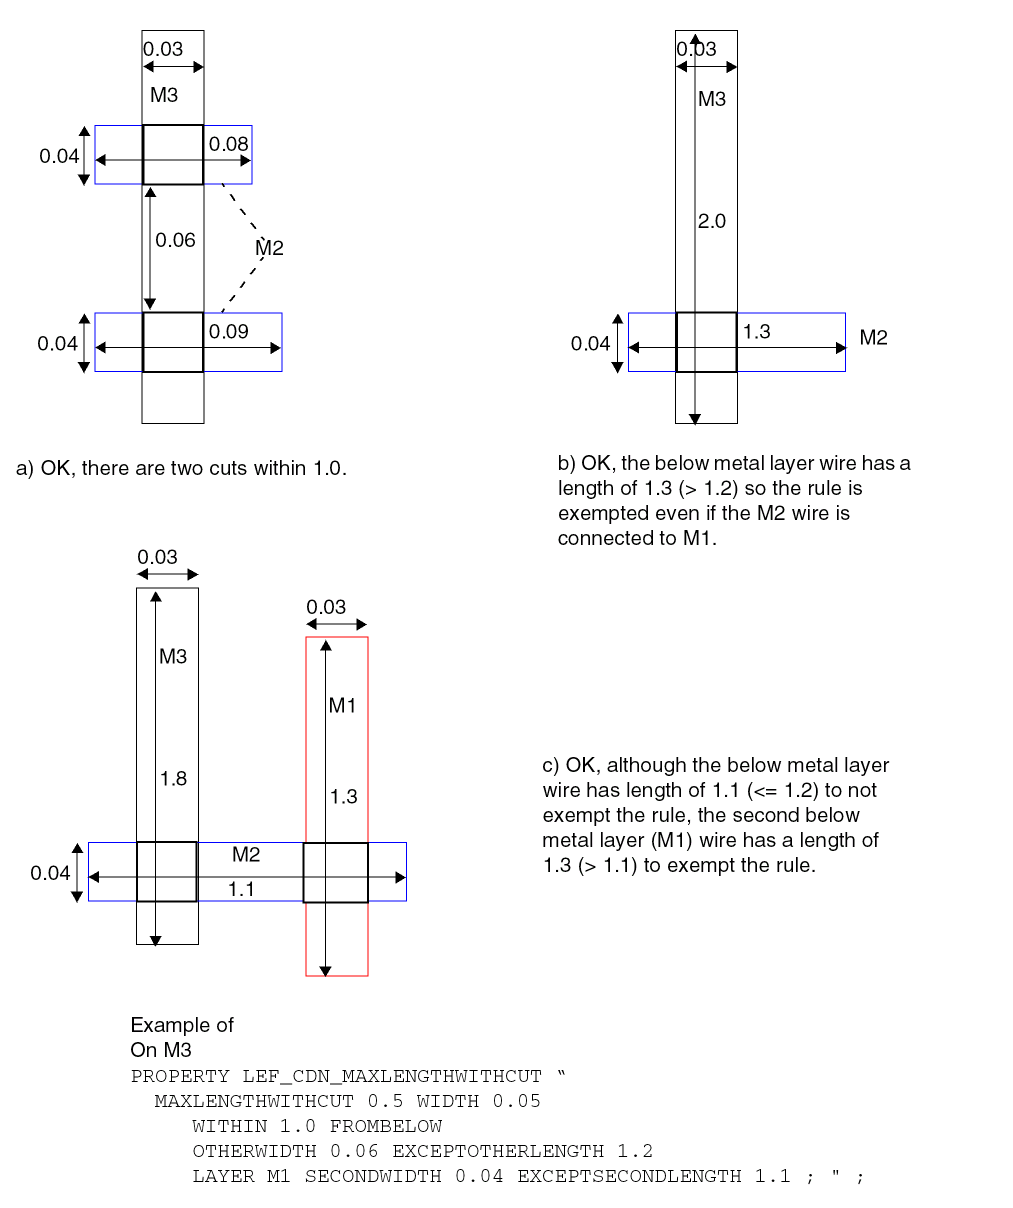 0.03
M3
0.04
0.08
0.06
M2
0.04
0.09
a) OK, there are two cuts within 1.0.
0.03
M3
2.0
0.04
1.3
M2
b) OK, the below metal layer wire has a
length of 1.3 (> 1.2) so the rule is
exempted even if the M2 wire is
connected to M1.
0.03
M3
1.8
0.03
M1
1.3
0.04
M2
1.1
c) OK, although the below metal layer
wire has length of 1.1 (<= 1.2) to not
exempt the rule, the second below
metal layer (M1) wire has a length of
1.3 (> 1.1) to exempt the rule.
Example of
On M3
PROPERTY LEF_CDN_MAXLENGTHWITHCUT “
MAXLENGTHWITHCUT 0.5 WIDTH 0.05
WITHIN 1.0 FROMBELOW
OTHERWIDTH 0.06 EXCEPTOTHERLENGTH 1.2
LAYER M1 SECONDWIDTH 0.04 EXCEPTSECONDLENGTH 1.1 ; " ;